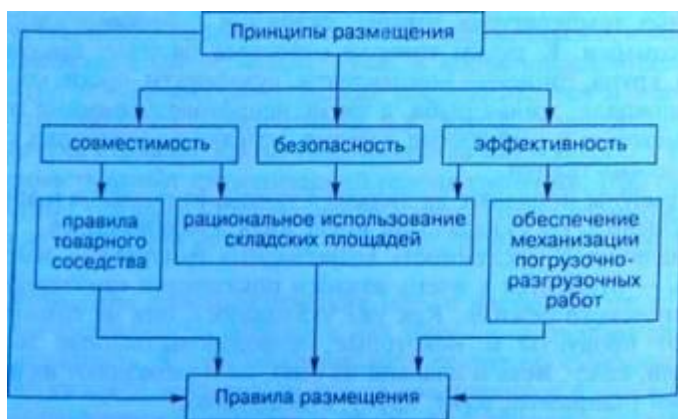 Принципы размещения
совместимость
безопасность
эффективность
правила
товарного
соседства
рациональное использование
складских площадей
обеспечение
механизации
погрузочно-
разгрузочных
работ
Правила размещения